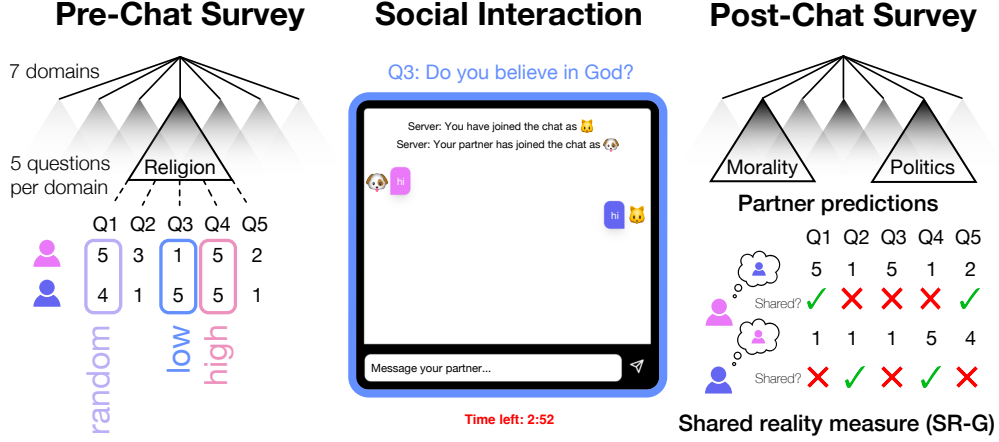 Pre-Chat Survey
7 domains
5 questions
per domain
Religion
Q1 Q2 Q3 Q4 Q5
5 3 1 5 2
4 1 5 5 1
random
low
high
Social Interaction
Q3: Do you believe in God?
Server: You have joined the chat as
Server: Your partner has joined the chat as
hi
hi
Message your partner...
Time left: 2:52
Post-Chat Survey
Morality
Politics
Partner predictions
Q1 Q2 Q3 Q4 Q5
5 1 5 1 2
Shared?
1 1 1 5 4
Shared?
Shared reality measure (SR-G)